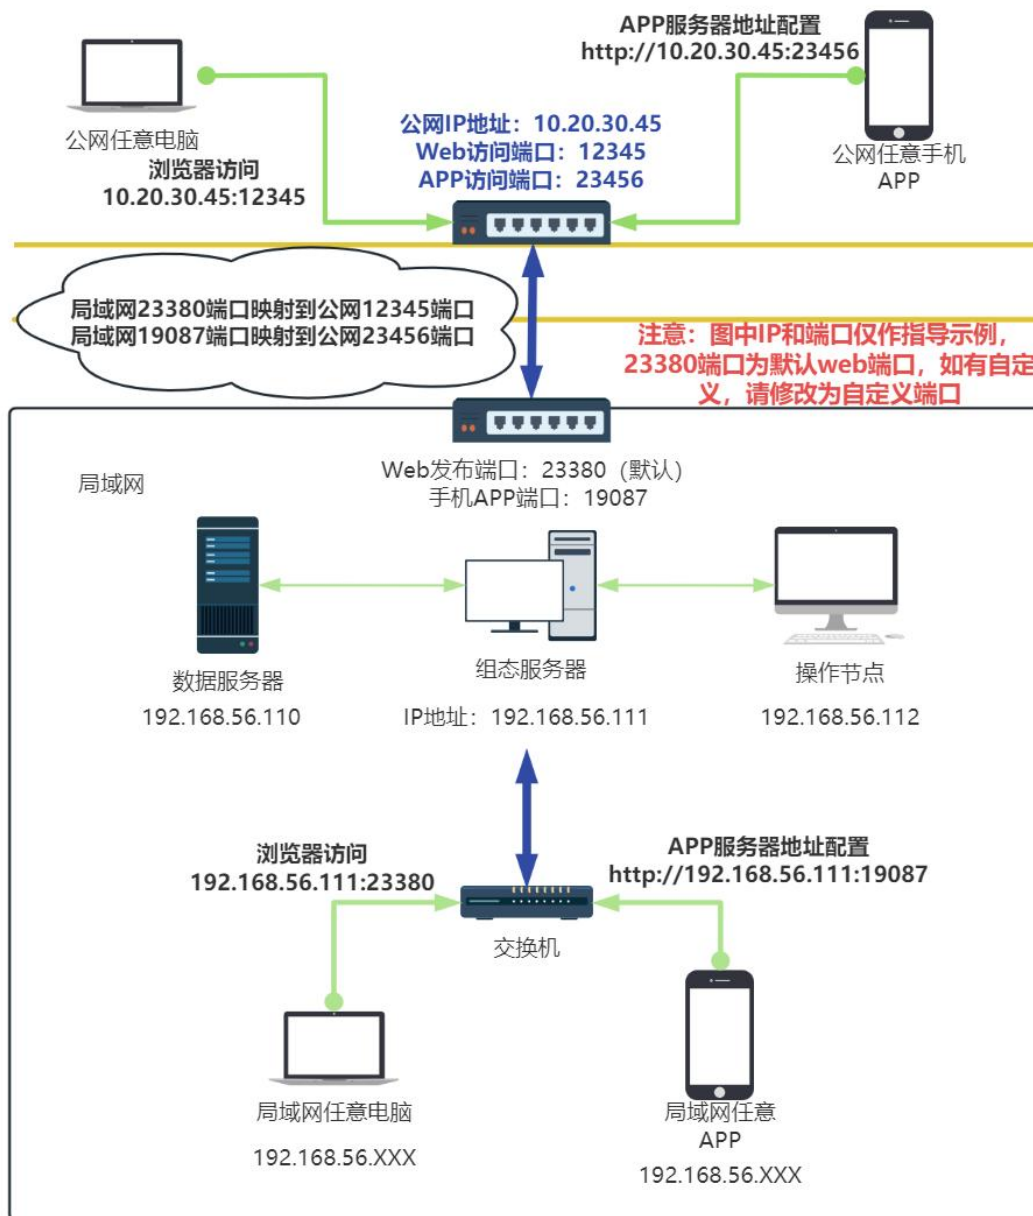 APP服务器地址配置
http://10.20.30.45:23456
公网任意电脑
浏览器访问
10.20.30.45:12345
公网IP地址：10.20.30.45
Web访问端口：12345
APP访问端口：23456
公网任意手机
APP
局域网23380端口映射到公网12345端口
局域网19087端口映射到公网23456端口
注意：图中IP和端口仅作指导示例，
23380端口为默认web端口，如有自定
义，请修改为自定义端口
局域网
Web发布端口：23380（默认）
手机APP端口：19087
数据服务器
192.168.56.110
组态服务器
IP地址：192.168.56.111
操作节点
192.168.56.112
浏览器访问
192.168.56.111:23380
APP服务器地址配置
http://192.168.56.111:19087
交换机
局域网任意电脑
192.168.56.XXX
局域网任意
APP
192.168.56.XXX